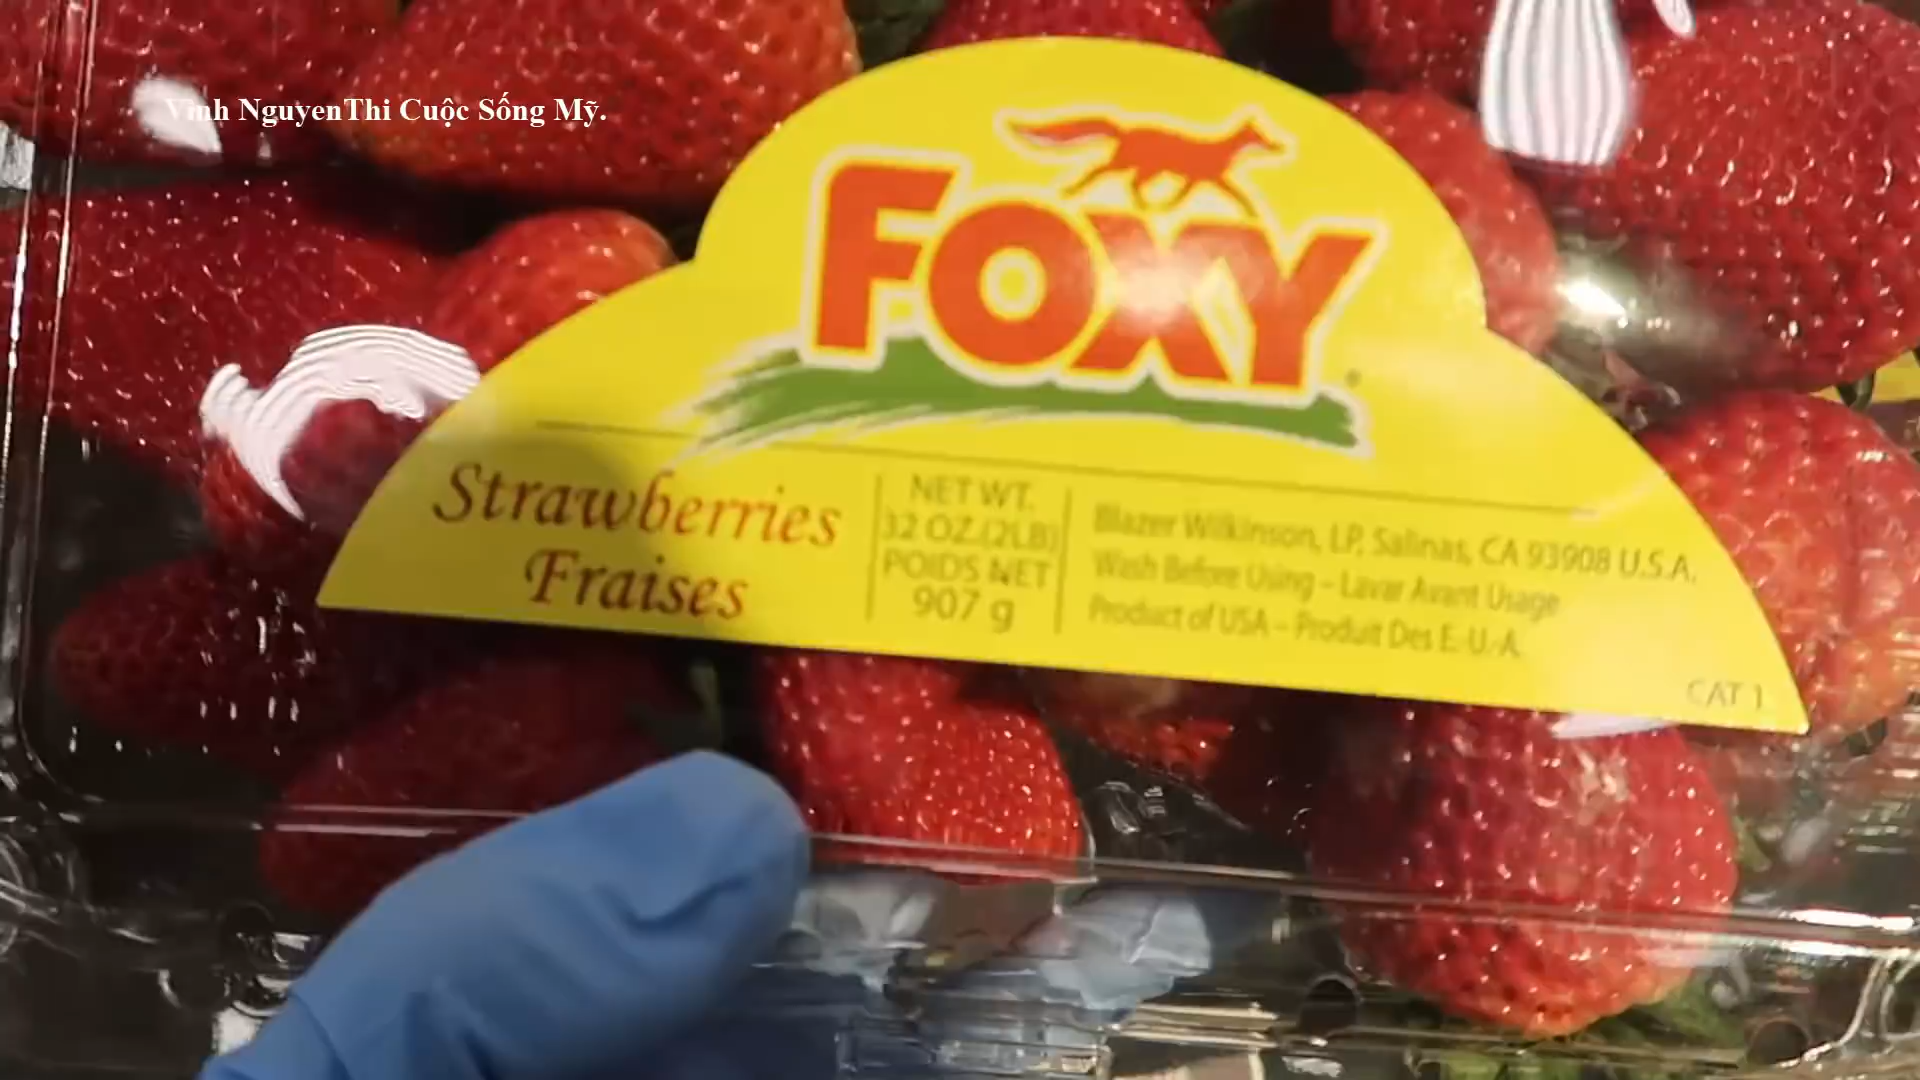 Vinh NguyenThi Cuộc Sống Mỹ.
FOXY
Strawberries
Fraises
NET WT.
32 OZ.(2LB)
POIDS NET
907 g
Blazer Wilkinson, LP, Salinas, CA 93908 U.S.A.
Wash Before Using – Lavar Avant Usage
Product of USA – Produit Des E.-U.-A.
CAT 1